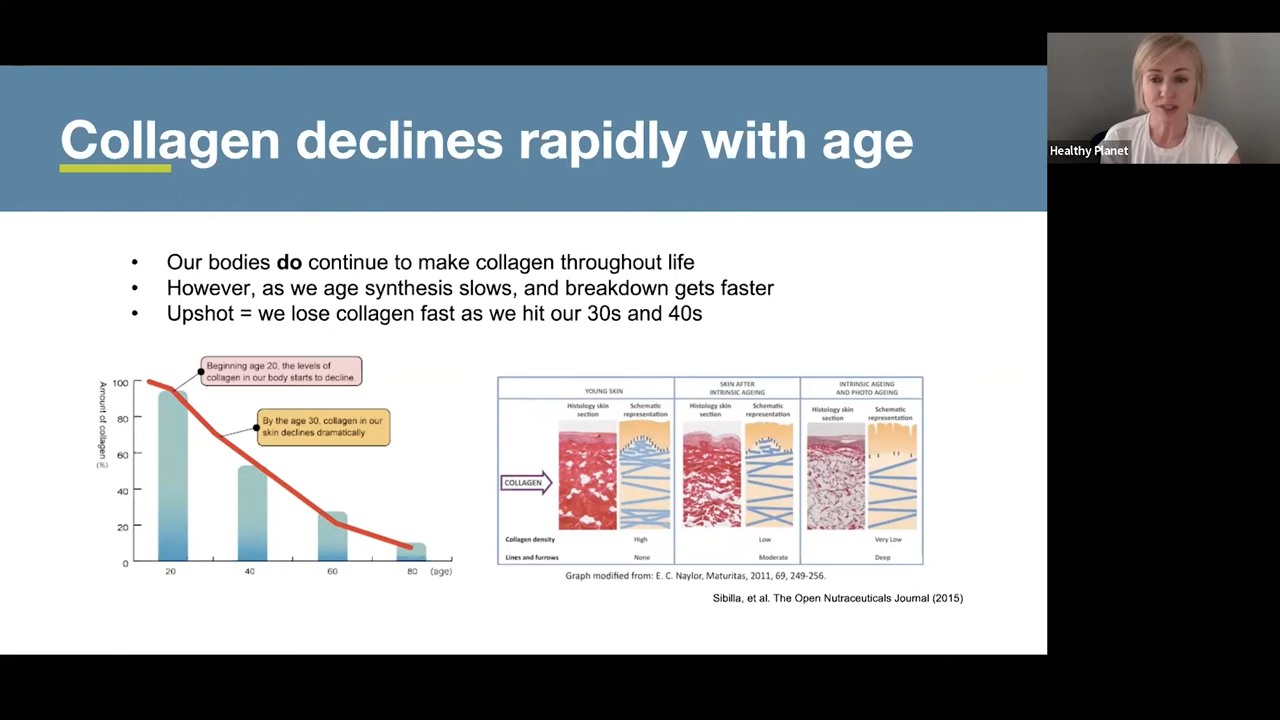 Collagen declines rapidly with age
Healthy Planet
• Our bodies do continue to make collagen throughout life
• However, as we age synthesis slows, and breakdown gets faster
• Upshot = we lose collagen fast as we hit our 30s and 40s
Beginning age 20, the levels of
collagen in our body starts to decline.
By the age 30, collagen in our
skin declines dramatically
Amount of collagen
(%)
100
80
60
40
20
0
20 40 60 80 (age)
YOUNG SKIN
SKIN AFTER
INTRINSIC AGEING
INTRINSIC AGEING
AND PHOTO AGEING
Histology skin
section
Schematic
representation
Histology skin
section
Schematic
representation
Histology skin
section
Schematic
representation
COLLAGEN
Collagen density High Low Very Low
Lines and furrows None Moderate Deep
Graph modified from: E. C. Naylor, Maturitas, 2011, 69, 249-256.
Sibilla, et al. The Open Nutraceuticals Journal (2015)